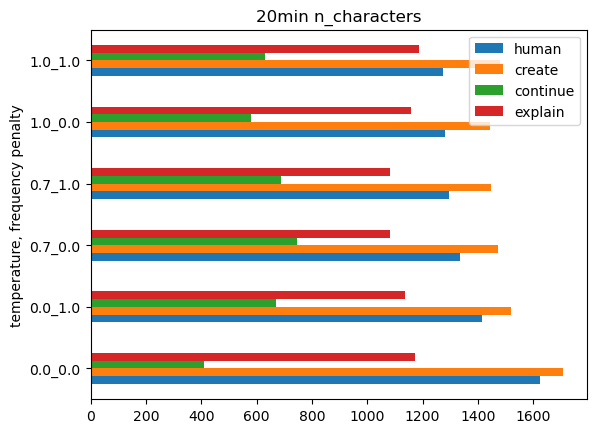 20min n_characters
human
create
continue
explain
temperature, frequency penalty
1.0_1.0
1.0_0.0
0.7_1.0
0.7_0.0
0.0_1.0
0.0_0.0
0 200 400 600 800 1000 1200 1400 1600